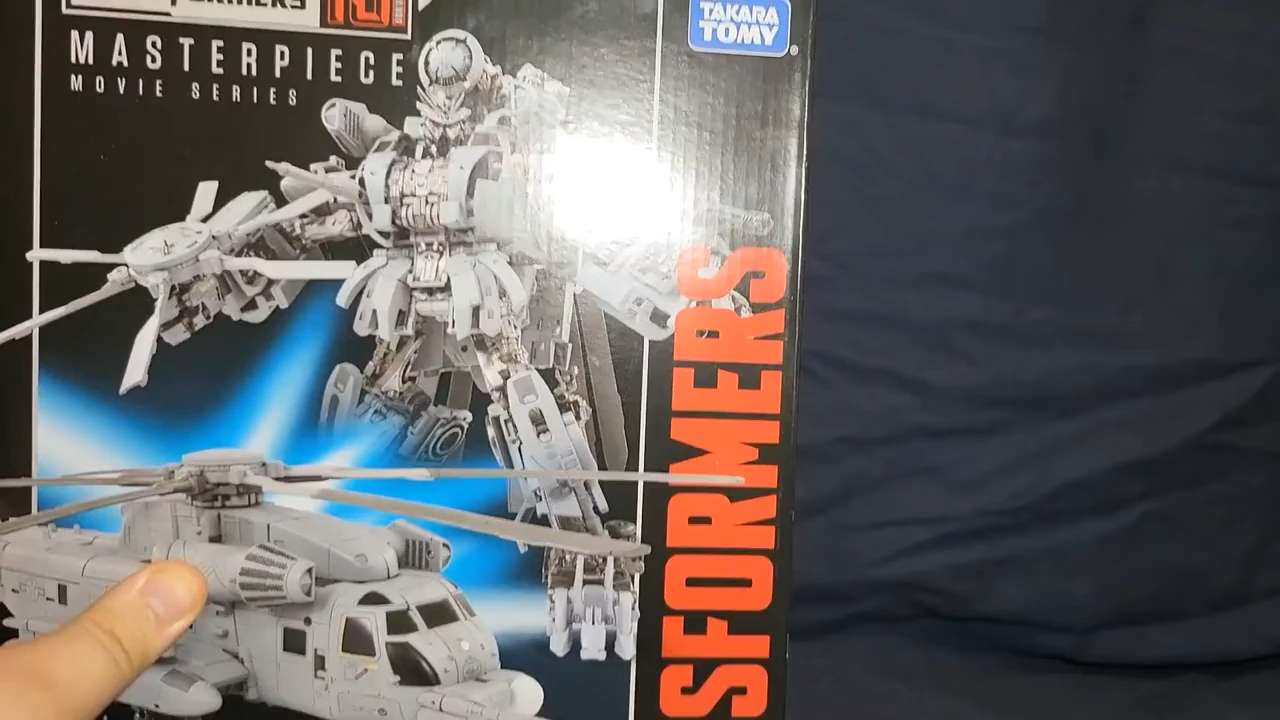 MASTERPIECE
MOVIE SERIES
TAKARA
TOMY
SFORMERS